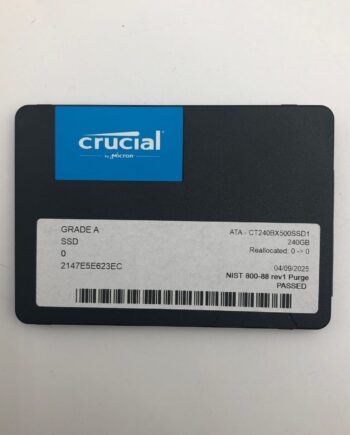 crucial
by Micron
GRADE A
SSD
0
2147E5E623EC
ATA - CT240BX500SSD1
240GB
Reallocated: 0 -> 0
04/09/2025
NIST 800-88 rev1 Purge
PASSED